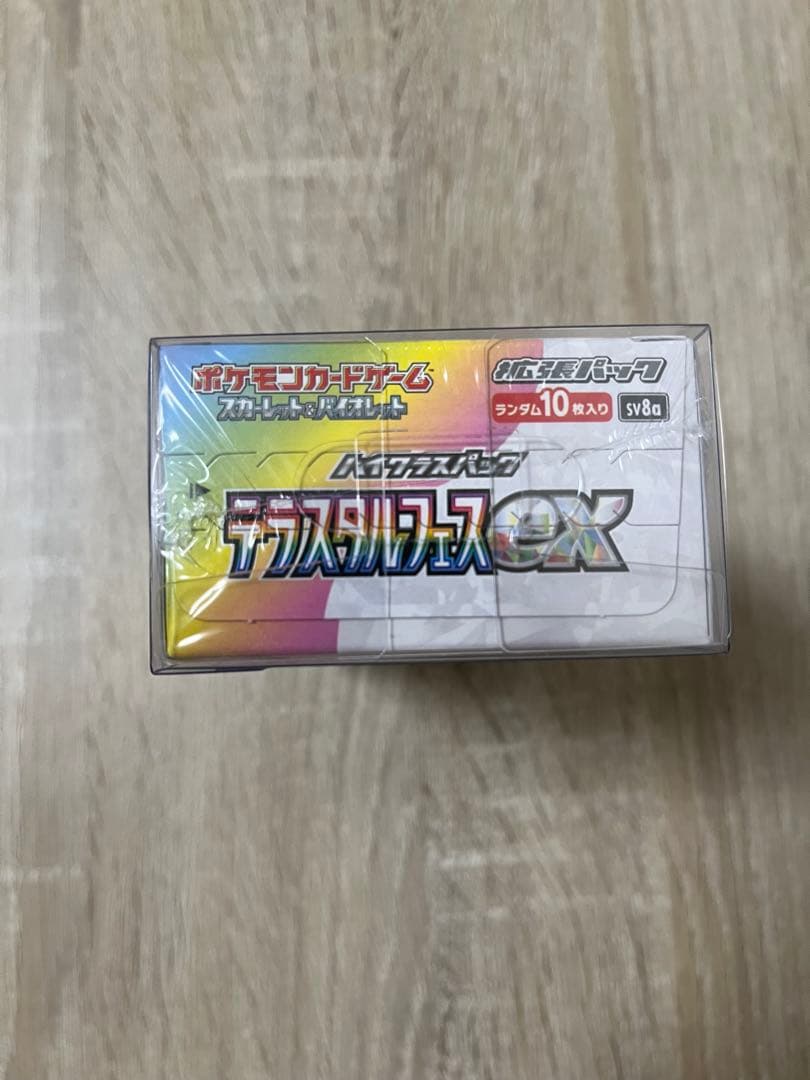 ポケモンカードゲーム
スカーレット&バイオレット
拡張パック
ランダム10枚入り SV8a
ハイクラスパック
テラスタルフェスex